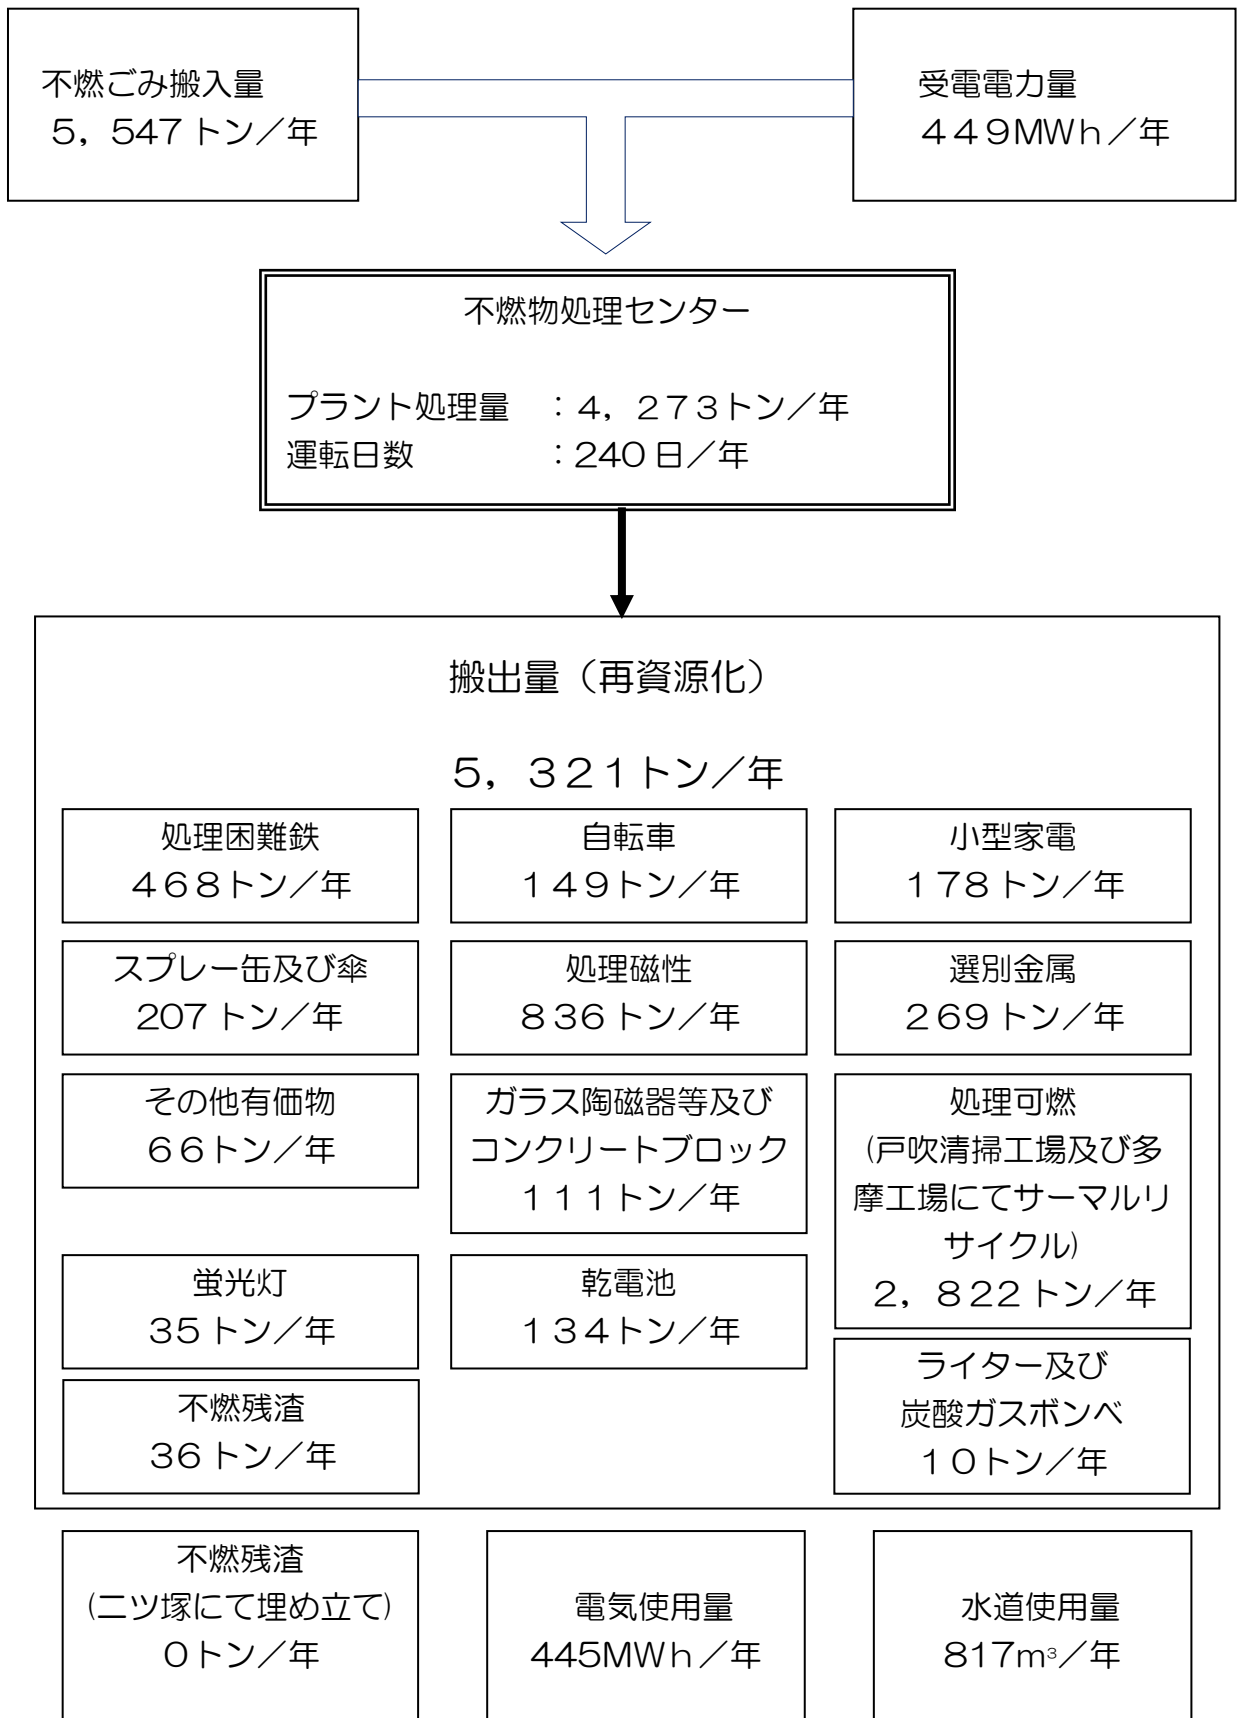 不燃ごみ搬入量
5，547トン／年
受電電力量
４４９MWｈ／年
不燃物処理センター
プラント処理量　：４，２７３トン／年
運転日数　：240日／年
搬出量（再資源化）
５，３２１トン／年
処理困難鉄
４６８トン／年
自転車
１４９トン／年
小型家電
１７８トン／年
スプレー缶及び傘
207トン／年
処理磁性
８３６トン／年
選別金属
２６９トン／年
その他有価物
６６トン／年
ガラス陶磁器等及び
コンクリートブロック
１１１トン／年
処理可燃
(戸吹清掃工場及び多
摩工場にてサーマルリ
サイクル)
２，８２２トン／年
蛍光灯
35トン／年
乾電池
１３４トン／年
不燃残渣
36トン／年
ライター及び
炭酸ガスボンベ
１０トン／年
不燃残渣
(二ツ塚にて埋め立て)
0トン／年
電気使用量
445MWｈ／年
水道使用量
817m³／年